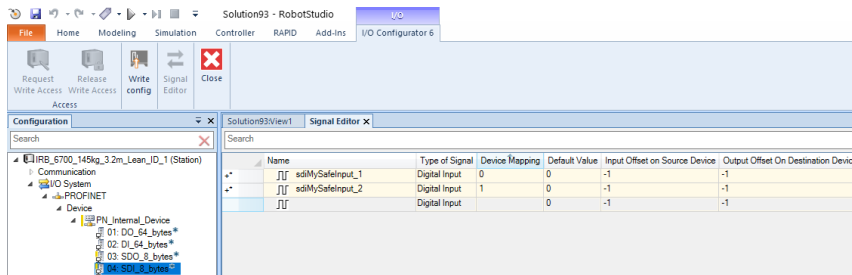 Solution93 - RobotStudio
I/O
File Home Modeling Simulation Controller RAPID Add-Ins I/O Configurator 6
Request Write Access
Release Write Access
Write config
Signal Editor
Close
Access
Configuration
Solution93:View1 Signal Editor
Search
Search
IRB_6700_145kg_3.2m_Lean_ID_1 (Station)
Communication
I/O System
PROFINET
Device
PN_Internal_Device
01: DO_64_bytes*
02: DI_64_bytes*
03: SDO_8_bytes*
04: SDI_8_bytes*
Name Type of Signal Device Mapping Default Value Input Offset on Source Device Output Offset On Destination Devic
sdiMySafeInput_1 Digital Input 0 0 -1 -1
sdiMySafeInput_2 Digital Input 1 0 -1 -1
Digital Input 0 -1 -1